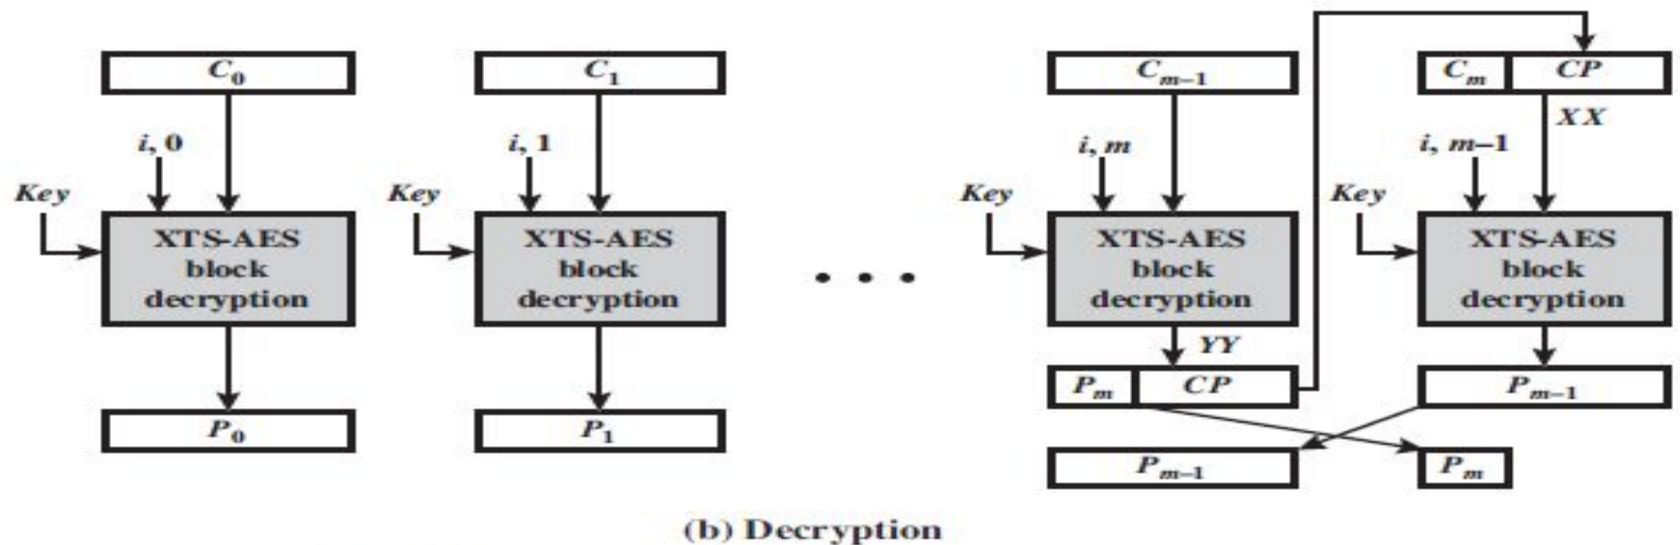 C₀
C₁
Cₘ₋₁
Cₘ
CP
XX
i, 0
i, 1
i, m
i, m–1
Key
Key
Key
Key
XTS-AES
block
decryption
XTS-AES
block
decryption
• • •
XTS-AES
block
decryption
XTS-AES
block
decryption
YY
Pₘ
CP
Pₘ₋₁
P₀
P₁
Pₘ₋₁
Pₘ
(b) Decryption